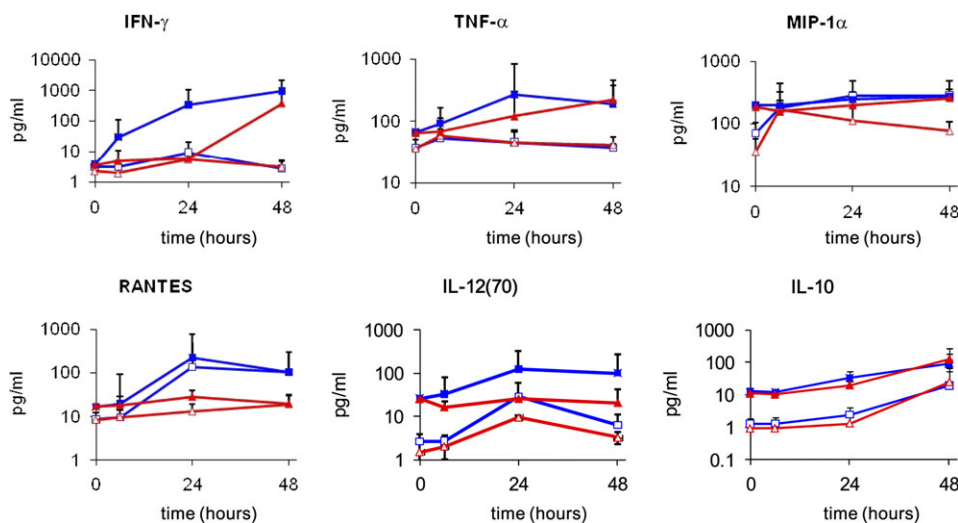 IFN-γ
TNF-α
MIP-1α
pg/ml
10000
1000
100
10
1
0
24
48
time (hours)
pg/ml
1000
100
10
0
24
48
time (hours)
pg/ml
1000
100
10
0
24
48
time (hours)
RANTES
IL-12(70)
IL-10
pg/ml
1000
100
10
1
0
24
48
time (hours)
pg/ml
1000
100
10
1
0
24
48
time (hours)
pg/ml
1000
100
10
1
0.1
0
24
48
time (hours)